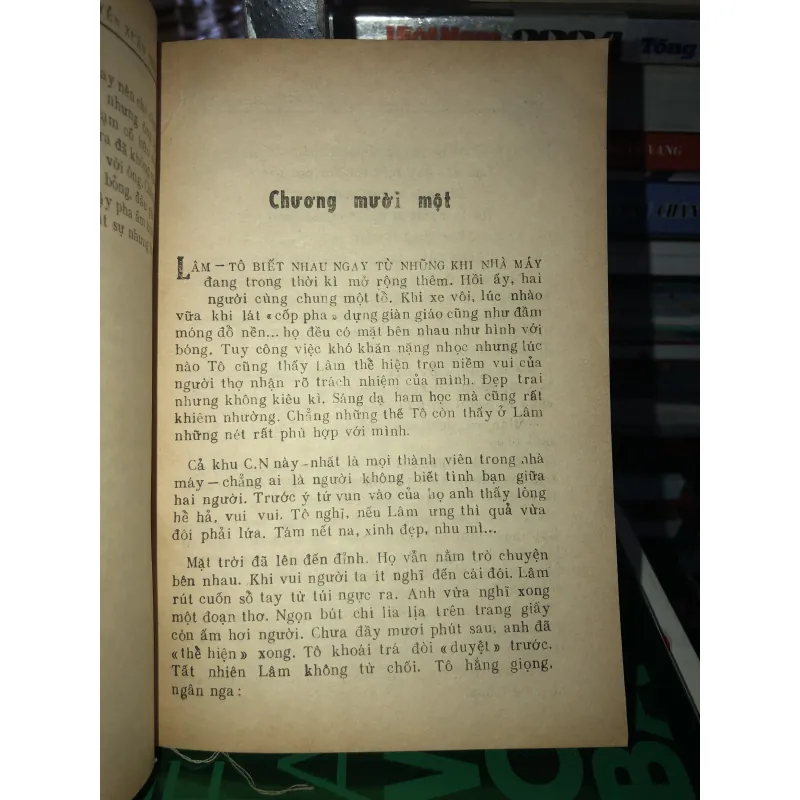 Chương mười một
LÂM — TÔ BIẾT NHAU NGAY TỪ NHỮNG KHI NHÀ MÁY
đang trong thời kì mở rộng thêm. Hồi ấy, hai
người cùng chung một tổ. Khi xe vôi, lúc nhào
vữa khi lát «cốp pha» dựng giàn giáo cũng như đầm
móng đổ nền... họ đều có mặt bên nhau như hình với
bóng. Tuy công việc khó khăn nặng nhọc nhưng lúc
nào Tô cũng thấy Lâm thể hiện trọn niềm vui của
người thợ nhận rõ trách nhiệm của mình. Đẹp trai
nhưng không kiêu kì. Sáng dạ ham học mà cũng rất
khiêm nhường. Chẳng những thế Tô còn thấy ở Lâm
những nét rất phù hợp với mình.
Cả khu C.N này—nhất là mọi thành viên trong nhà
máy—chẳng ai là người không biết tình bạn giữa
hai người. Trước ý tứ vun vào của họ anh thấy lòng
hề hả, vui vui. Tô nghĩ, nếu Lâm ưng thì quả vừa
đôi phải lứa. Tám nết na, xinh đẹp, nhu mì...
Mặt trời đã lên đến đỉnh. Họ vẫn nằm trò chuyện
bên nhau. Khi vui người ta ít nghĩ đến cái đói. Lâm
rút cuốn sổ tay từ túi ngực ra. Anh vừa nghĩ xong
một đoạn thơ. Ngọn bút chì lia lịa trên trang giấy
còn ấm hơi người. Chưa đầy mươi phút sau, anh đã
«thể hiện» xong. Tô khoái trá đòi «duyệt» trước.
Tất nhiên Lâm không từ chối. Tô hắng giọng,
ngân nga:
Việt Nam
Tổng
VANG